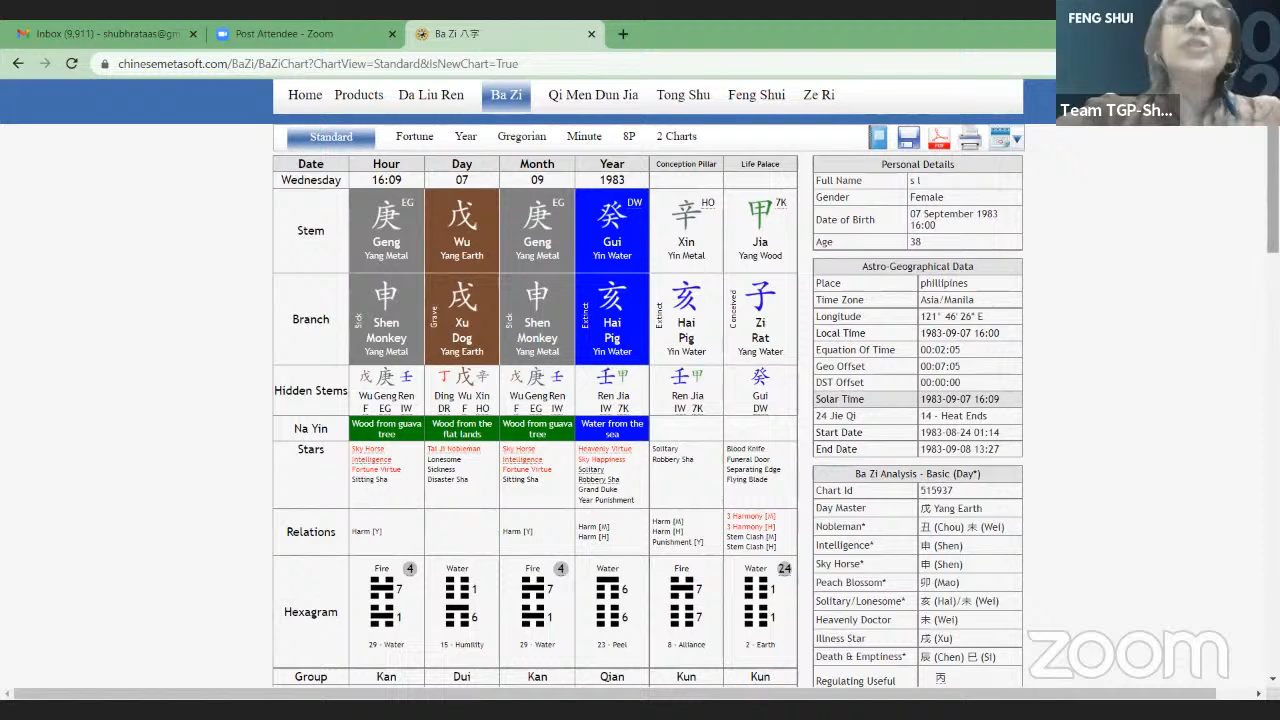 Inbox (9,911) - shubhrataas@gm
Post Attendee - Zoom
Ba Zi 八字
chinesemetasoft.com/BaZi/BaZiChart?ChartView=Standard&IsNewChart=True
FENG SHUI
Team TGP-Sh...
Home Products Da Liu Ren Ba Zi Qi Men Dun Jia Tong Shu Feng Shui Ze Ri
Standard Fortune Year Gregorian Minute 8P 2 Charts
Date Hour Day Month Year Conception Pillar Life Palace
Wednesday 16:09 07 09 1983
Stem
庚 EG Geng Yang Metal
戊 Wu Yang Earth
庚 EG Geng Yang Metal
癸 DW Gui Yin Water
辛 HO Xin Yin Metal
甲 7K Jia Yang Wood
Branch
Sick 申 Shen Monkey Yang Metal
Grave 戌 Xu Dog Yang Earth
Sick 申 Shen Monkey Yang Metal
Extinct 亥 Hai Pig Yin Water
Extinct 亥 Hai Pig Yin Water
Conceived 子 Zi Rat Yang Water
Hidden Stems
戊庚壬 Wu Geng Ren F EG IW
丁戊辛 Ding Wu Xin DR F HO
戊庚壬 Wu Geng Ren F EG IW
壬甲 Ren Jia IW 7K
壬甲 Ren Jia IW 7K
癸 Gui DW
Na Yin
Wood from guava tree
Wood from the flat lands
Wood from guava tree
Water from the sea
Stars
Sky Horse
Intelligence
Fortune Virtue
Sitting Sha
Tai Ji Nobleman
Lonesome
Sickness
Disaster Sha
Sky Horse
Intelligence
Fortune Virtue
Sitting Sha
Heavenly Virtue
Sky Happiness
Solitary
Robbery Sha
Grand Duke
Year Punishment
Solitary
Robbery Sha
Blood Knife
Funeral Door
Separating Edge
Flying Blade
Relations
Harm [Y]
Harm [Y]
Harm [M]
Harm [H]
Harm [M]
Harm [H]
Punishment [Y]
3 Harmony [M]
3 Harmony [H]
Stem Clash [M]
Stem Clash [H]
Hexagram
Fire 4 7 1 29 - Water
Water 1 6 15 - Humility
Fire 4 7 1 29 - Water
Water 6 6 23 - Peel
Fire 7 7 8 - Alliance
Water 24 1 1 2 - Earth
Group Kan Dui Kan Qian Kun Kun
Personal Details
Full Name s l
Gender Female
Date of Birth 07 September 1983 16:00
Age 38
Astro-Geographical Data
Place phillipines
Time Zone Asia/Manila
Longitude 121° 46' 26" E
Local Time 1983-09-07 16:00
Equation Of Time 00:02:05
Geo Offset 00:07:05
DST Offset 00:00:00
Solar Time 1983-09-07 16:09
24 Jie Qi 14 - Heat Ends
Start Date 1983-08-24 01:14
End Date 1983-09-08 13:27
Ba Zi Analysis - Basic (Day*)
Chart Id 515937
Day Master 戊 Yang Earth
Nobleman* 丑 (Chou) 未 (Wei)
Intelligence* 申 (Shen)
Sky Horse* 申 (Shen)
Peach Blossom* 卯 (Mao)
Solitary/Lonesome* 亥 (Hai)/未 (Wei)
Heavenly Doctor 未 (Wei)
Illness Star 戌 (Xu)
Death & Emptiness* 辰 (Chen) 巳 (Si)
Regulating Useful 丙
zoom